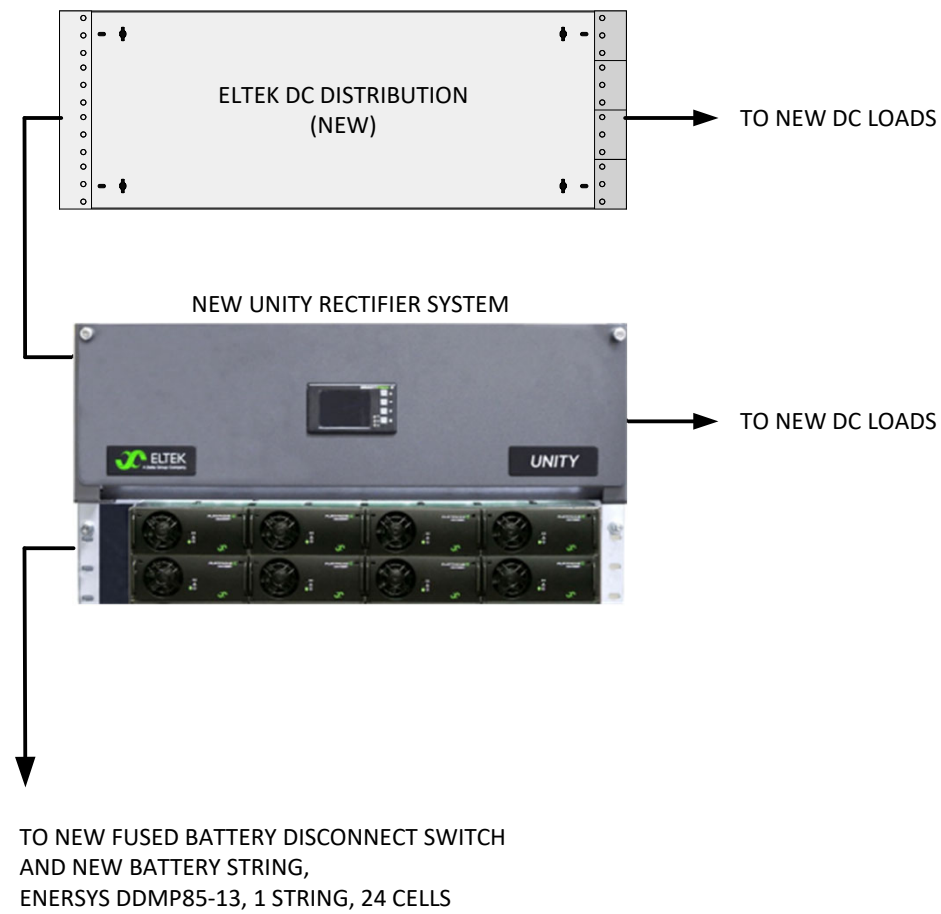 ELTEK DC DISTRIBUTION
(NEW)
TO NEW DC LOADS
NEW UNITY RECTIFIER SYSTEM
ELTEK
UNITY
TO NEW DC LOADS
TO NEW FUSED BATTERY DISCONNECT SWITCH
AND NEW BATTERY STRING,
ENERSYS DDMP85-13, 1 STRING, 24 CELLS